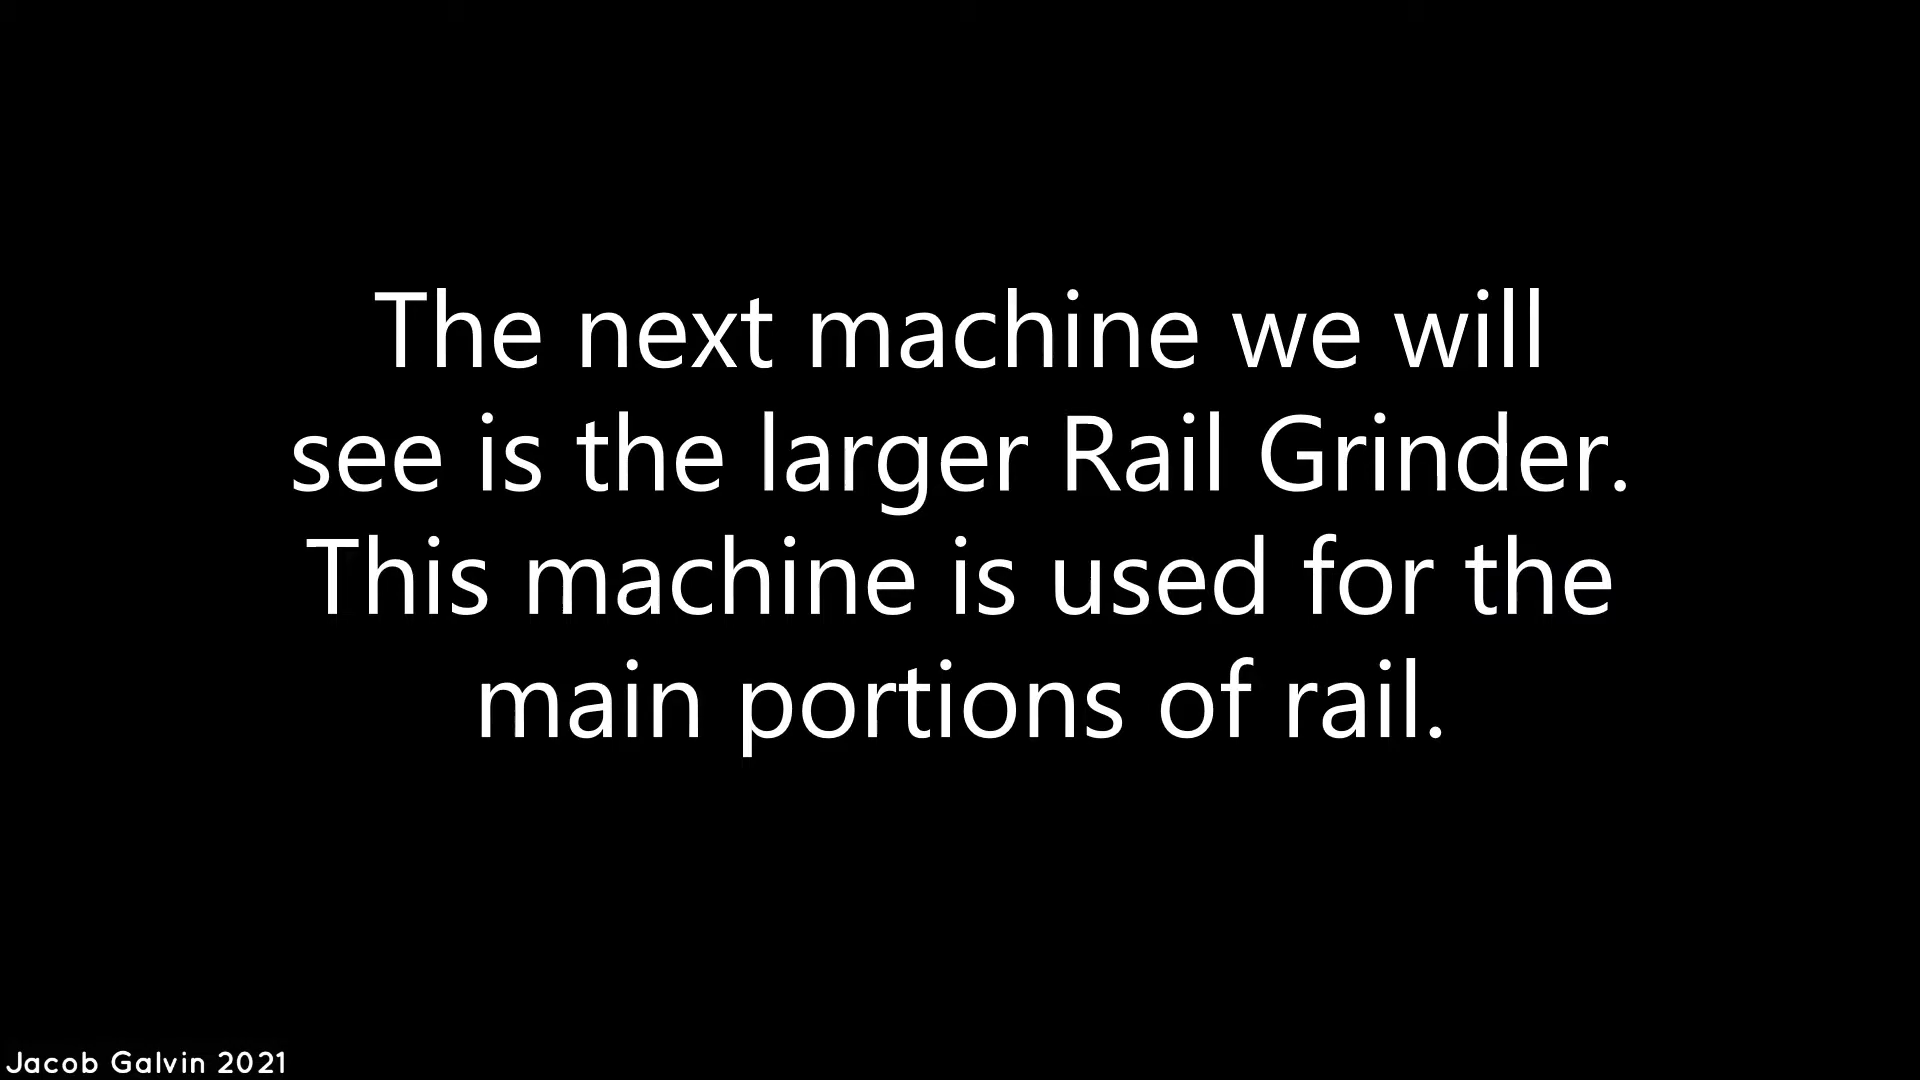 The next machine we will
see is the larger Rail Grinder.
This machine is used for the
main portions of rail.
Jacob Galvin 2021